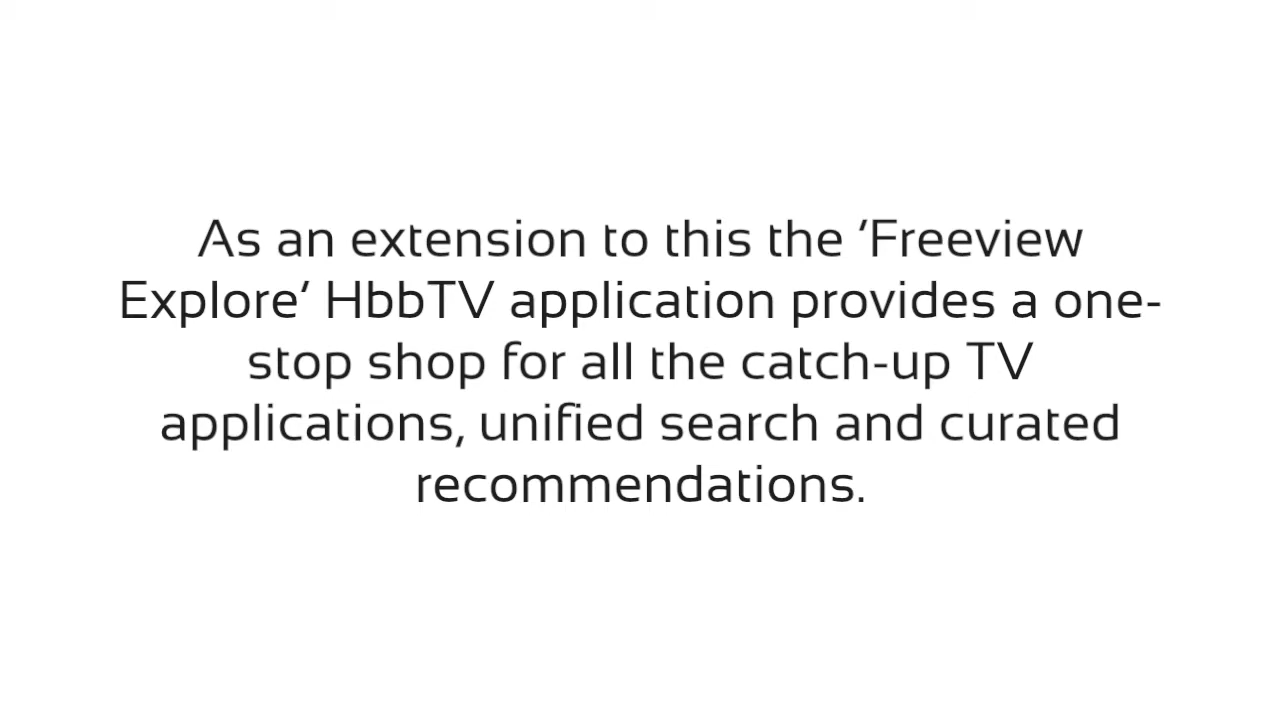 As an extension to this the ‘Freeview
Explore‘ HbbTV application provides a one-
stop shop for all the catch-up TV
applications, unified search and curated
recommendations.